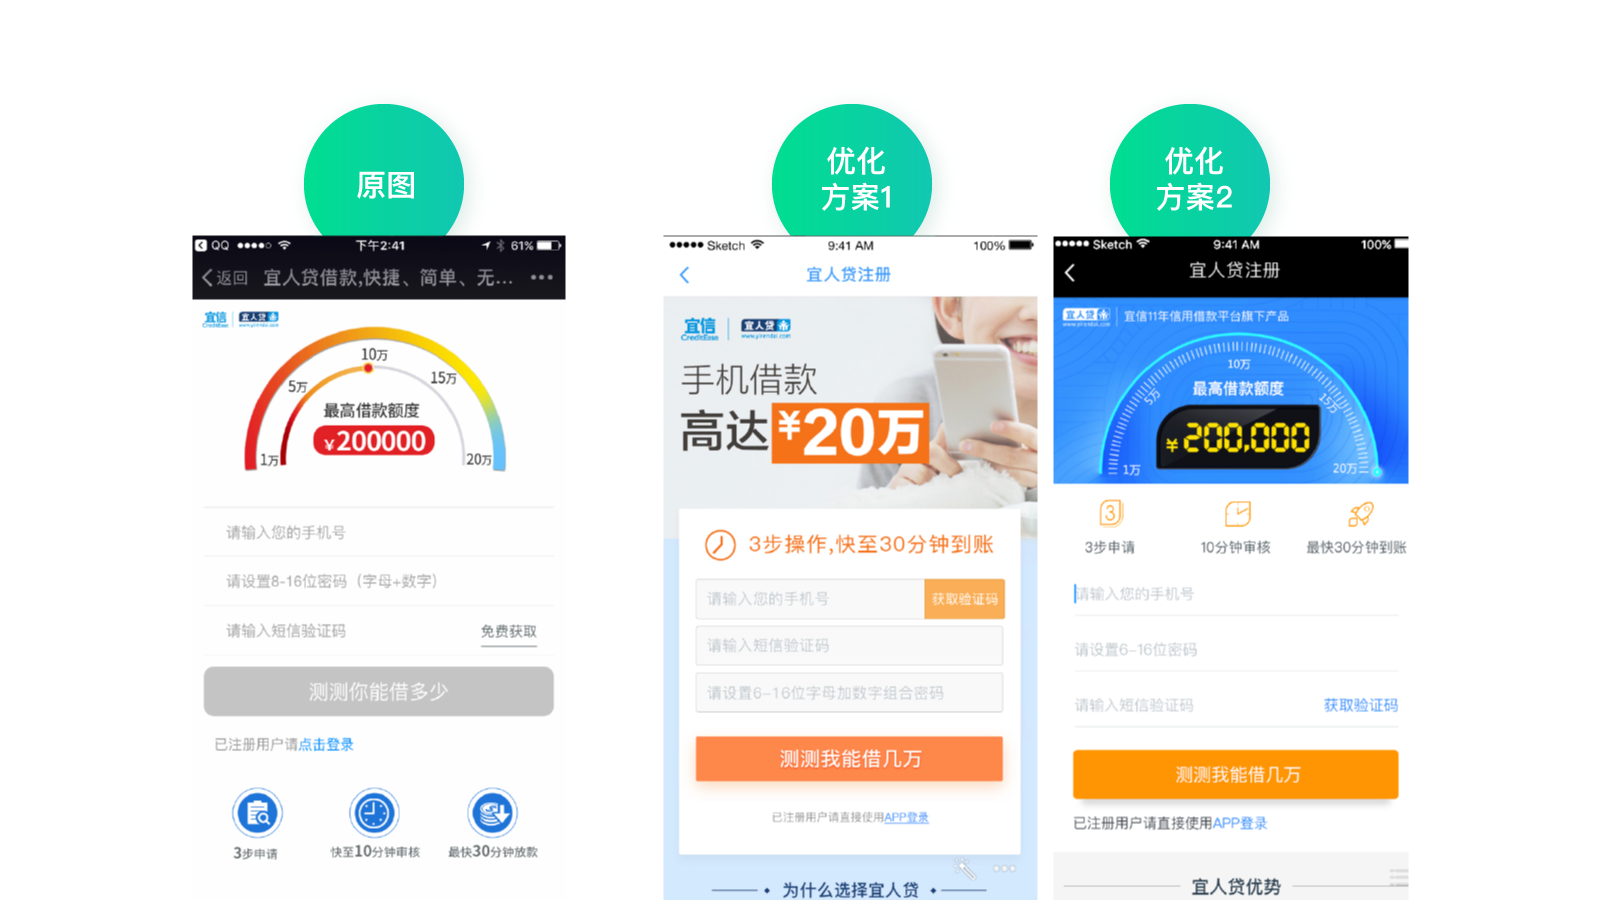 原图
QQ
下午2:41
61%
返回
宜人贷借款,快捷、简单、无...
宜信
CreditEase
宜人贷
www.yirendai.com
10万
5万
15万
最高借款额度
¥200000
1万
20万
请输入您的手机号
请设置8-16位密码（字母+数字）
请输入短信验证码
免费获取
测测你能借多少
已注册用户请点击登录
3步申请
快至10分钟审核
最快30分钟放款
优化
方案1
Sketch
9:41 AM
100%
宜人贷注册
宜信
CreditEase
宜人贷
www.yirendai.com
手机借款
高达¥20万
3步操作,快至30分钟到账
请输入您的手机号
获取验证码
请输入短信验证码
请设置6-16位字母加数字组合密码
测测我能借几万
已注册用户请直接使用APP登录
为什么选择宜人贷
优化
方案2
Sketch
9:41 AM
100%
宜人贷注册
宜人贷
www.yirendai.com
宜信11年信用借款平台旗下产品
10万
5万
15万
最高借款额度
¥200,000
1万
20万
3
3步申请
10分钟审核
最快30分钟到账
请输入您的手机号
请设置6-16位密码
请输入短信验证码
获取验证码
测测我能借几万
已注册用户请直接使用APP登录
宜人贷优势